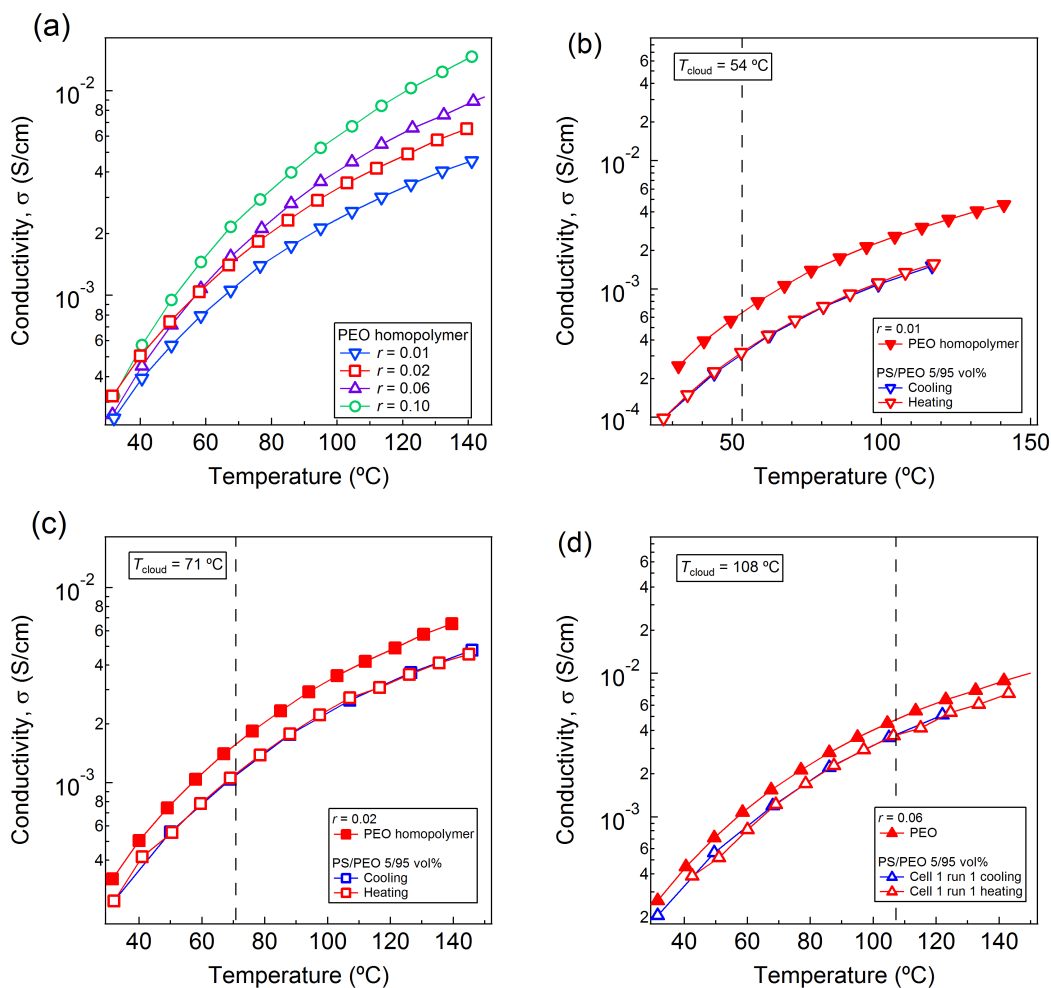 (a)
Conductivity, σ (S/cm)
10⁻²
8
6
4
2
10⁻³
8
6
4
PEO homopolymer
r = 0.01
r = 0.02
r = 0.06
r = 0.10
40 60 80 100 120 140
Temperature (ºC)
(b)
Conductivity, σ (S/cm)
6
4
2
10⁻²
8
6
4
2
10⁻³
8
6
4
2
10⁻⁴
T_cloud = 54 ºC
r = 0.01
PEO homopolymer
PS/PEO 5/95 vol%
Cooling
Heating
50 100 150
Temperature (ºC)
(c)
Conductivity, σ (S/cm)
10⁻²
8
6
4
2
10⁻³
8
6
4
T_cloud = 71 ºC
r = 0.02
PEO homopolymer
PS/PEO 5/95 vol%
Cooling
Heating
40 60 80 100 120 140
Temperature (ºC)
(d)
Conductivity, σ (S/cm)
6
4
2
10⁻²
8
6
4
2
10⁻³
8
6
4
2
T_cloud = 108 ºC
r = 0.06
PEO
PS/PEO 5/95 vol%
Cell 1 run 1 cooling
Cell 1 run 1 heating
40 60 80 100 120 140
Temperature (ºC)